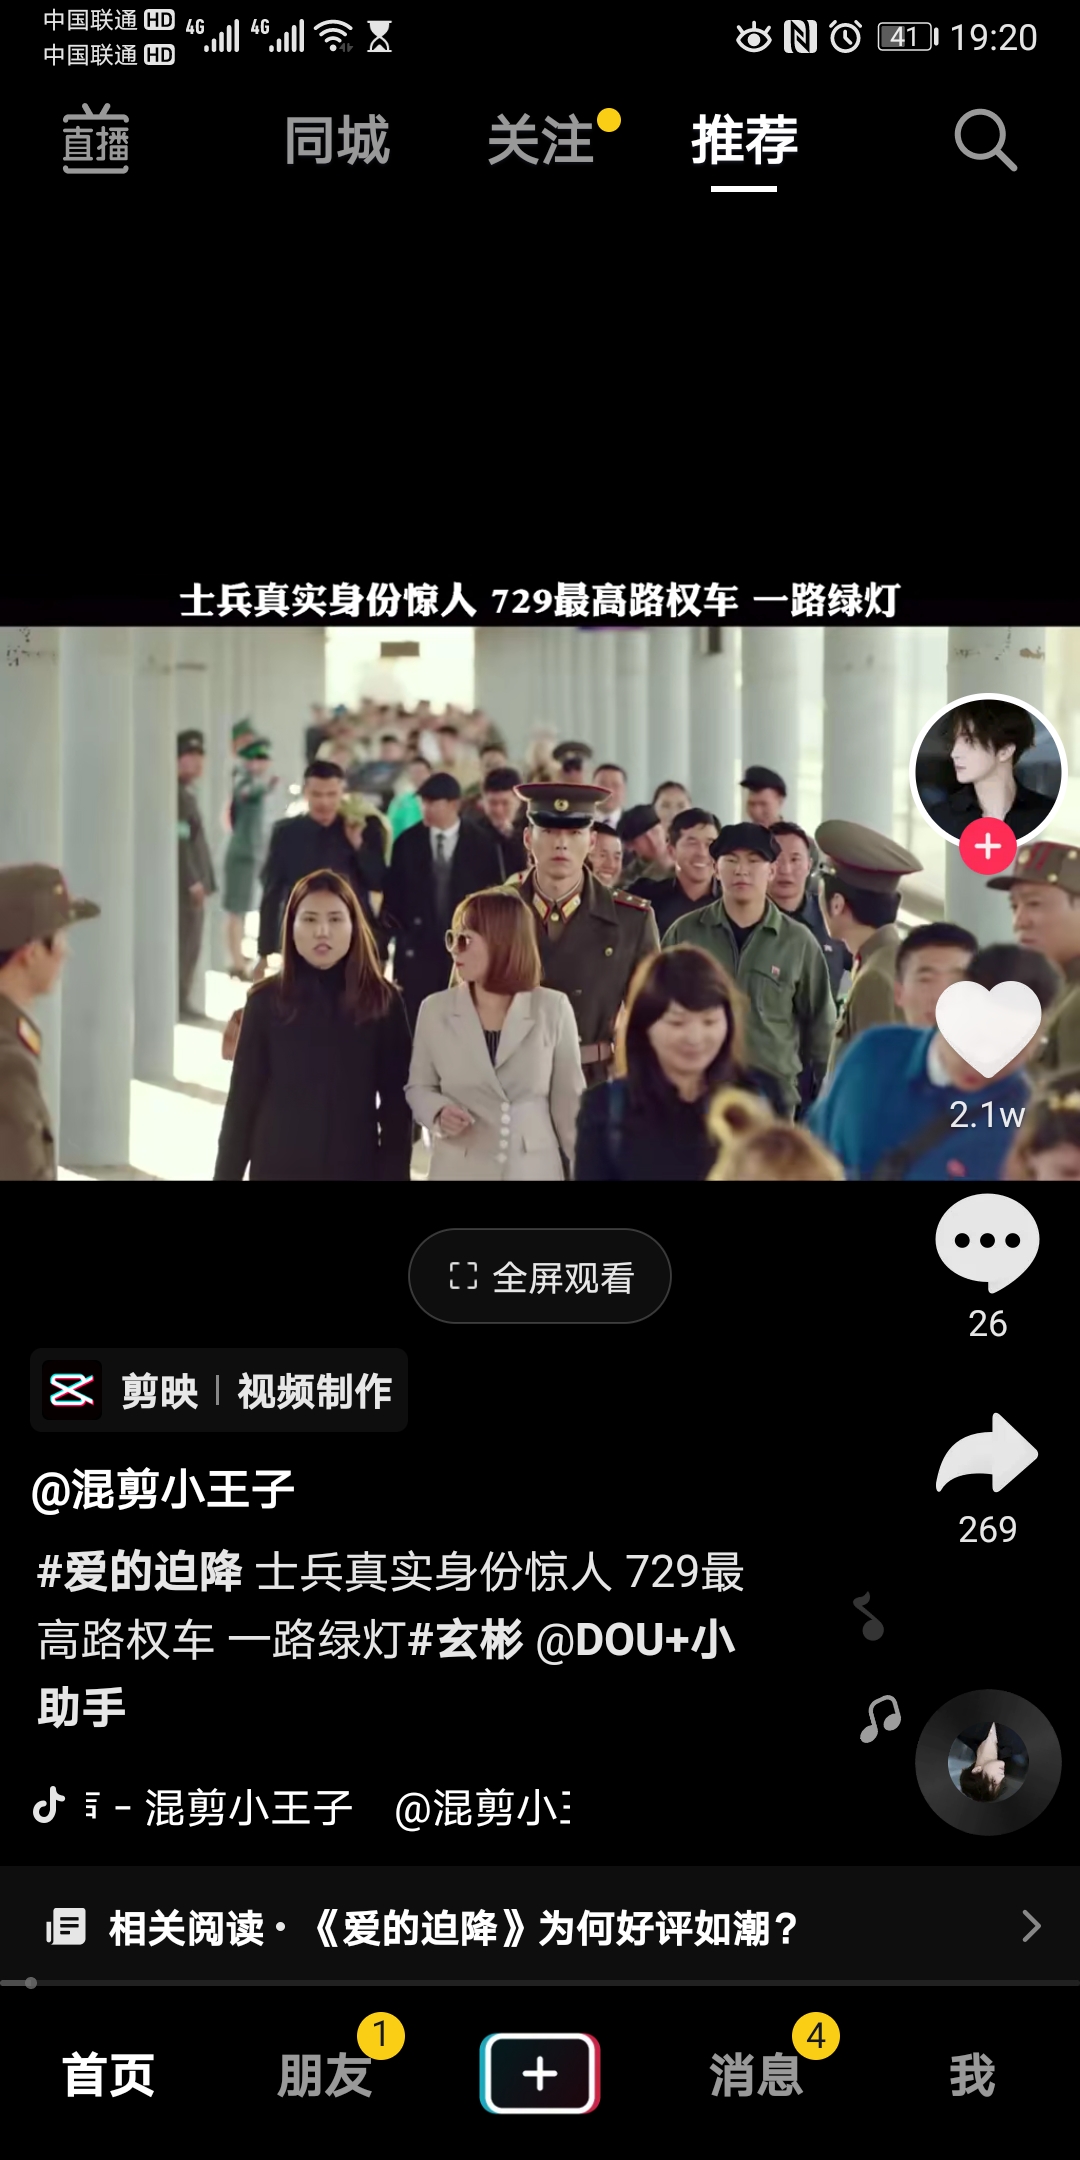 中国联通 HD
中国联通 HD
4G 4G
41 19:20
直播 同城 关注 推荐
士兵真实身份惊人 729最高路权车 一路绿灯
2.1w
26
全屏观看
剪映 | 视频制作
269
@混剪小王子
#爱的迫降 士兵真实身份惊人 729最
高路权车 一路绿灯#玄彬 @DOU+小
助手
- 混剪小王子 @混剪小
相关阅读 · 《爱的迫降》为何好评如潮？
首页 朋友 1 消息 4 我